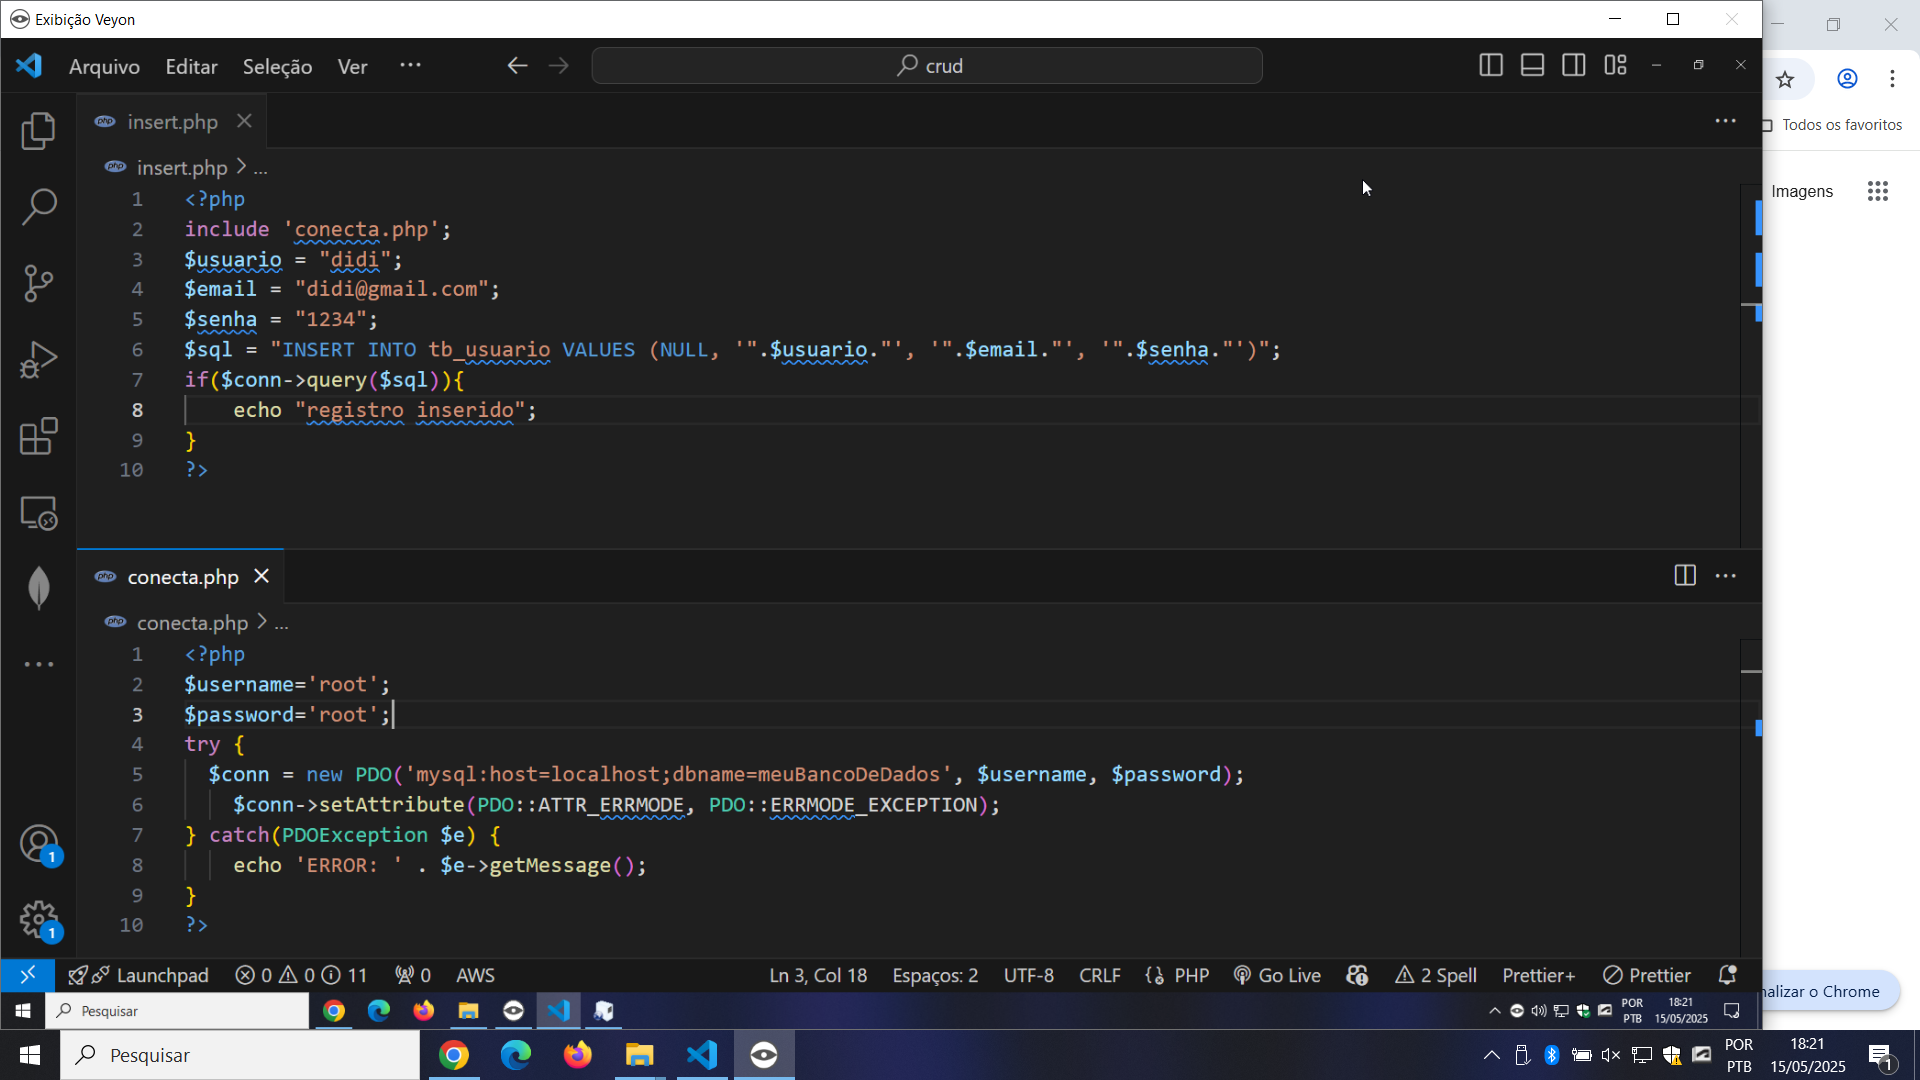 Exibição Veyon
Arquivo Editar Seleção Ver ... crud
insert.php
insert.php > ...
1 <?php
2 include 'conecta.php';
3 $usuario = "didi";
4 $email = "didi@gmail.com";
5 $senha = "1234";
6 $sql = "INSERT INTO tb_usuario VALUES (NULL, '".$usuario."', '".$email."', '".$senha."')";
7 if($conn->query($sql)){
8 echo "registro inserido";
9 }
10 ?>
conecta.php
conecta.php > ...
1 <?php
2 $username='root';
3 $password='root';
4 try {
5 $conn = new PDO('mysql:host=localhost;dbname=meuBancoDeDados', $username, $password);
6 $conn->setAttribute(PDO::ATTR_ERRMODE, PDO::ERRMODE_EXCEPTION);
7 } catch(PDOException $e) {
8 echo 'ERROR: ' . $e->getMessage();
9 }
10 ?>
1
1
Launchpad 0 0 11 0 AWS Ln 3, Col 18 Espaços: 2 UTF-8 CRLF PHP Go Live 2 Spell Prettier+ Prettier
Pesquisar POR PTB 18:21 15/05/2025
Todos os favoritos
Imagens
nalizar o Chrome
Pesquisar POR PTB 18:21 15/05/2025 1